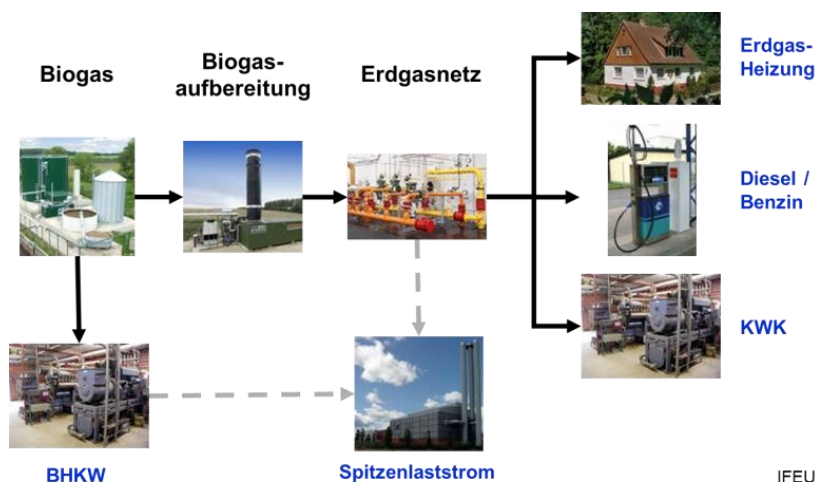 Biogas
Biogas-
aufbereitung
Erdgasnetz
Erdgas-
Heizung
Diesel /
Benzin
KWK
BHKW
Spitzenlaststrom
IFEU